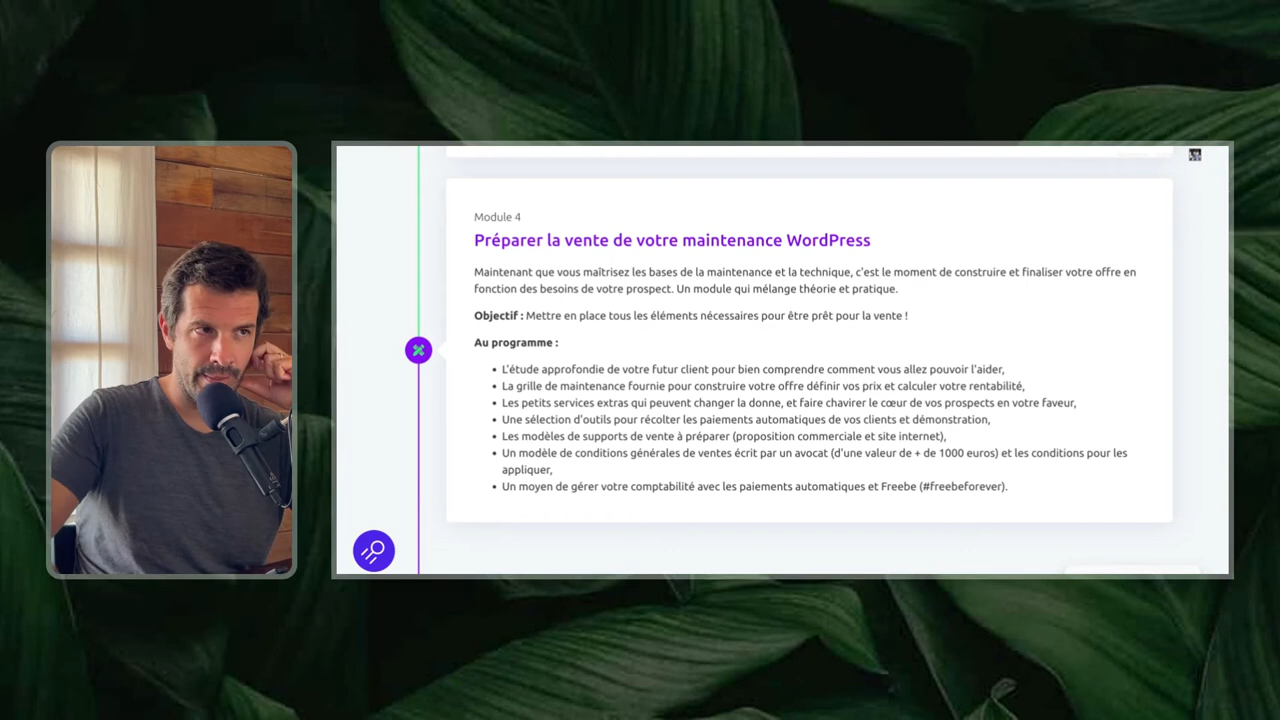 Module 4
Préparer la vente de votre maintenance WordPress
Maintenant que vous maîtrisez les bases de la maintenance et la technique, c'est le moment de construire et finaliser votre offre en
fonction des besoins de votre prospect. Un module qui mélange théorie et pratique.
Objectif : Mettre en place tous les éléments nécessaires pour être prêt pour la vente !
Au programme :
• L'étude approfondie de votre futur client pour bien comprendre comment vous allez pouvoir l'aider,
• La grille de maintenance fournie pour construire votre offre définir vos prix et calculer votre rentabilité,
• Les petits services extras qui peuvent changer la donne, et faire chavirer le cœur de vos prospects en votre faveur,
• Une sélection d'outils pour récolter les paiements automatiques de vos clients et démonstration,
• Les modèles de supports de vente à préparer (proposition commerciale et site internet),
• Un modèle de conditions générales de ventes écrit par un avocat (d'une valeur de + de 1000 euros) et les conditions pour les
appliquer,
• Un moyen de gérer votre comptabilité avec les paiements automatiques et Freebe (#freebeforever).